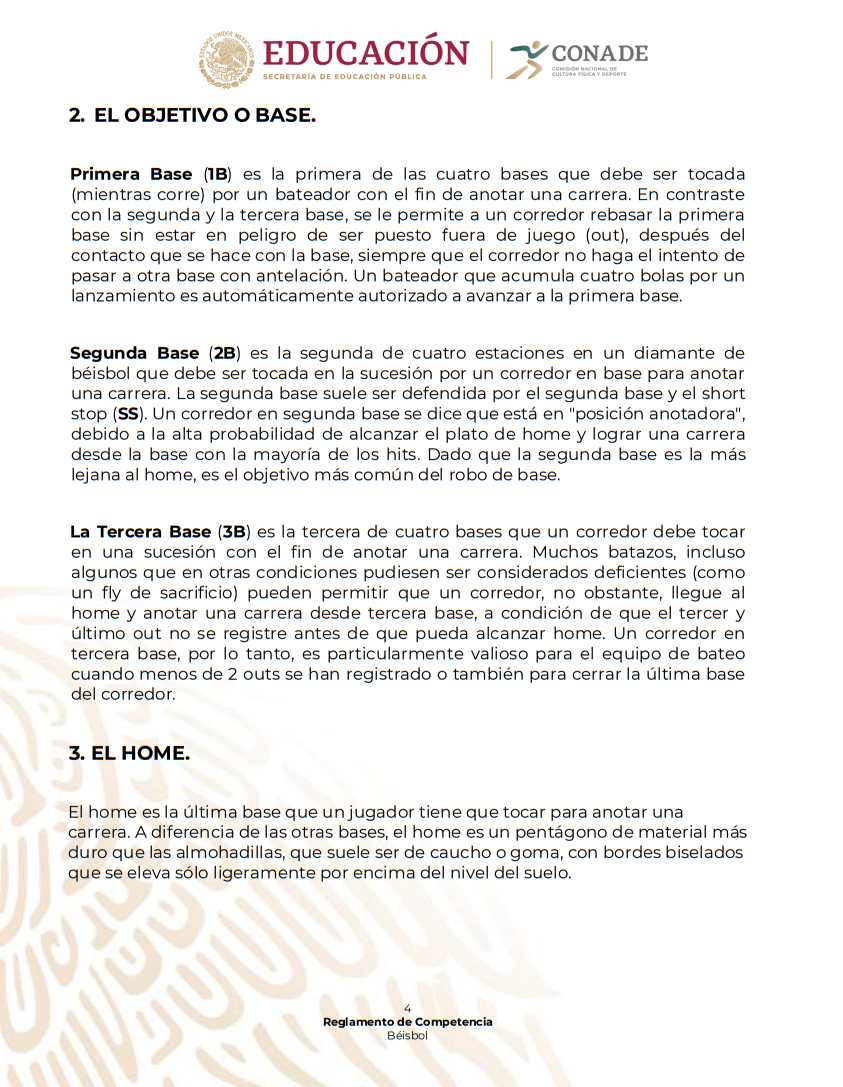 ESTADOS UNIDOS MEXICANOS
EDUCACIÓN
SECRETARÍA DE EDUCACIÓN PÚBLICA
CONADE
COMISIÓN NACIONAL DE
CULTURA FÍSICA Y DEPORTE
2. EL OBJETIVO O BASE.
Primera Base (1B) es la primera de las cuatro bases que debe ser tocada
(mientras corre) por un bateador con el fin de anotar una carrera. En contraste
con la segunda y la tercera base, se le permite a un corredor rebasar la primera
base sin estar en peligro de ser puesto fuera de juego (out), después del
contacto que se hace con la base, siempre que el corredor no haga el intento de
pasar a otra base con antelación. Un bateador que acumula cuatro bolas por un
lanzamiento es automáticamente autorizado a avanzar a la primera base.
Segunda Base (2B) es la segunda de cuatro estaciones en un diamante de
béisbol que debe ser tocada en la sucesión por un corredor en base para anotar
una carrera. La segunda base suele ser defendida por el segunda base y el short
stop (SS). Un corredor en segunda base se dice que está en "posición anotadora",
debido a la alta probabilidad de alcanzar el plato de home y lograr una carrera
desde la base con la mayoría de los hits. Dado que la segunda base es la más
lejana al home, es el objetivo más común del robo de base.
La Tercera Base (3B) es la tercera de cuatro bases que un corredor debe tocar
en una sucesión con el fin de anotar una carrera. Muchos batazos, incluso
algunos que en otras condiciones pudiesen ser considerados deficientes (como
un fly de sacrificio) pueden permitir que un corredor, no obstante, llegue al
home y anotar una carrera desde tercera base, a condición de que el tercer y
último out no se registre antes de que pueda alcanzar home. Un corredor en
tercera base, por lo tanto, es particularmente valioso para el equipo de bateo
cuando menos de 2 outs se han registrado o también para cerrar la última base
del corredor.
3. EL HOME.
El home es la última base que un jugador tiene que tocar para anotar una
carrera. A diferencia de las otras bases, el home es un pentágono de material más
duro que las almohadillas, que suele ser de caucho o goma, con bordes biselados
que se eleva sólo ligeramente por encima del nivel del suelo.
4
Reglamento de Competencia
Béisbol